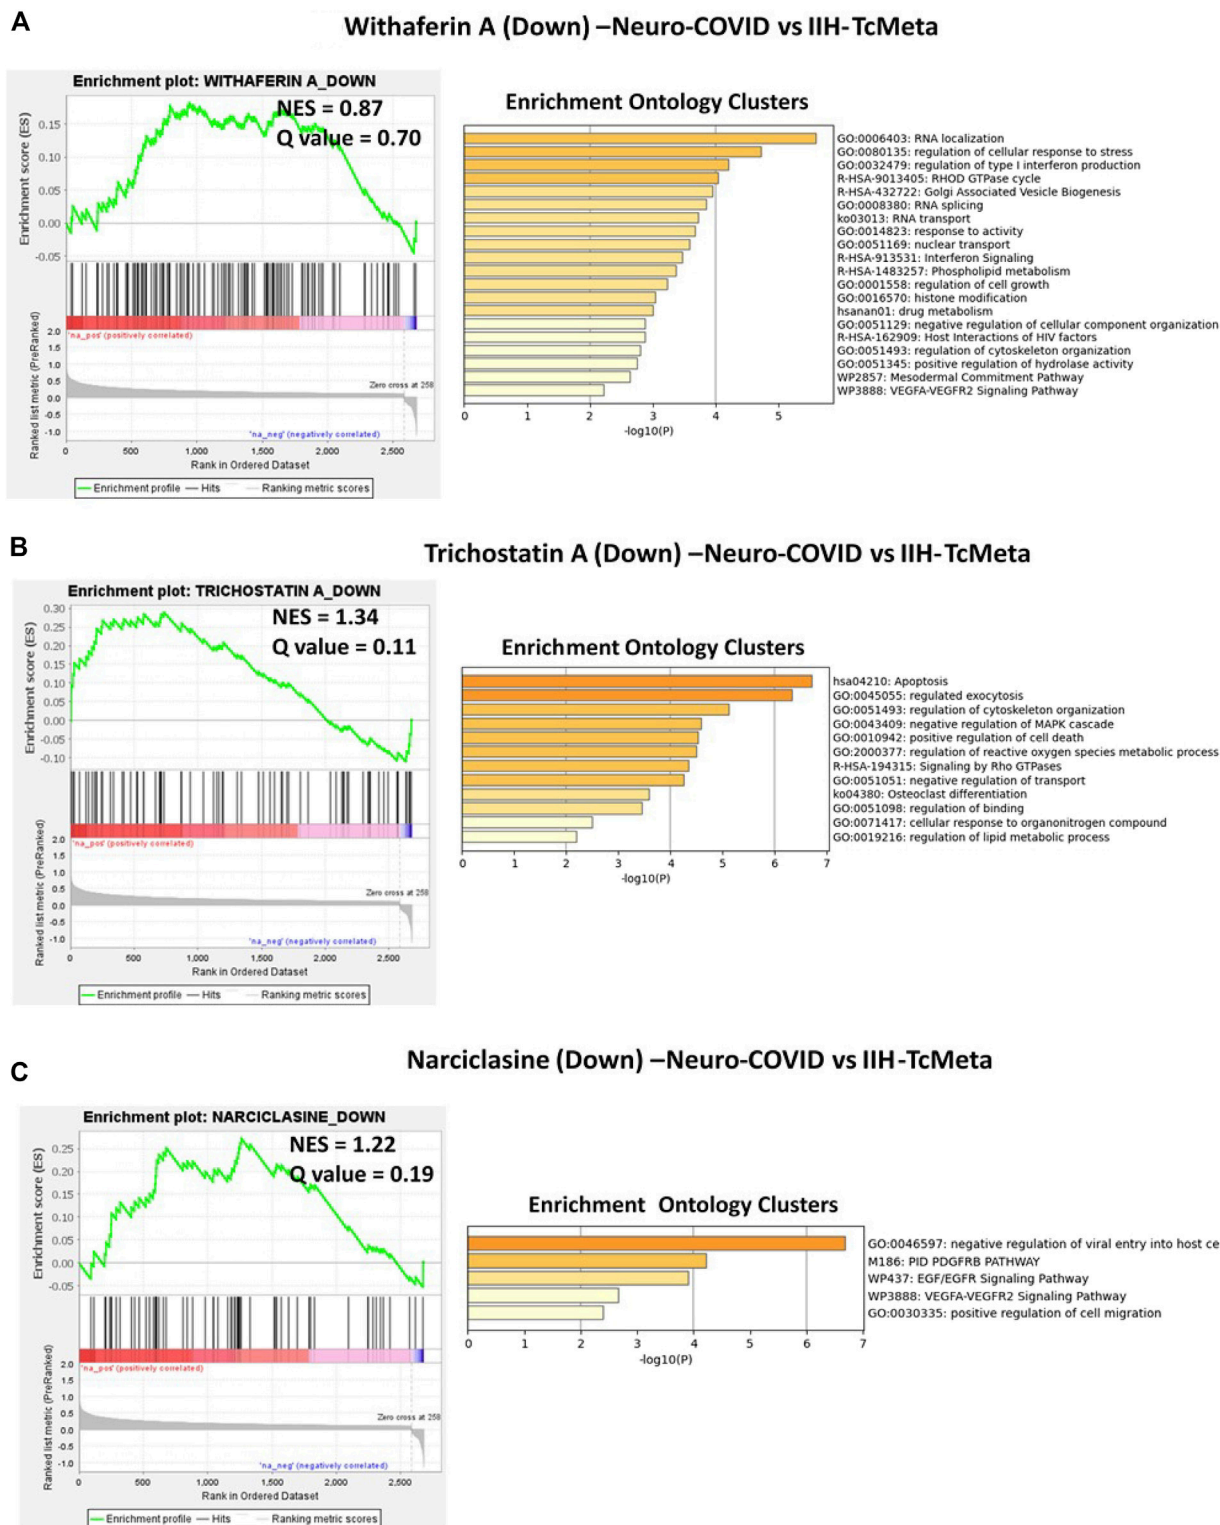 A
Withaferin A (Down) –Neuro-COVID vs IIH-TcMeta
Enrichment plot: WITHAFERIN A_DOWN
NES = 0.87
Q value = 0.70
Enrichment score (ES)
0.15
0.10
0.05
0.00
-0.05
Ranked list metric (PreRanked)
2.0
1.5
1.0
0.5
0.0
-0.5
-1.0
'na_pos' (positively correlated)
Zero cross at 258
'na_neg' (negatively correlated)
0 500 1,000 1,500 2,000 2,500
Rank in Ordered Dataset
Enrichment profile Hits Ranking metric scores
Enrichment Ontology Clusters
GO:0006403: RNA localization
GO:0080135: regulation of cellular response to stress
GO:0032479: regulation of type I interferon production
R-HSA-9013405: RHOD GTPase cycle
R-HSA-432722: Golgi Associated Vesicle Biogenesis
GO:0008380: RNA splicing
ko03013: RNA transport
GO:0014823: response to activity
GO:0051169: nuclear transport
R-HSA-913531: Interferon Signaling
R-HSA-1483257: Phospholipid metabolism
GO:0001558: regulation of cell growth
GO:0016570: histone modification
hsanan01: drug metabolism
GO:0051129: negative regulation of cellular component organization
R-HSA-162909: Host Interactions of HIV factors
GO:0051493: regulation of cytoskeleton organization
GO:0051345: positive regulation of hydrolase activity
WP2857: Mesodermal Commitment Pathway
WP3888: VEGFA-VEGFR2 Signaling Pathway
0 1 2 3 4 5
-log10(P)
B
Trichostatin A (Down) –Neuro-COVID vs IIH-TcMeta
Enrichment plot: TRICHOSTATIN A_DOWN
NES = 1.34
Q value = 0.11
Enrichment score (ES)
0.30
0.25
0.20
0.15
0.10
0.05
0.00
-0.05
-0.10
Ranked list metric (PreRanked)
2.0
1.5
1.0
0.5
0.0
-0.5
-1.0
'na_pos' (positively correlated)
Zero cross at 258
'na_neg' (negatively correlated)
0 500 1,000 1,500 2,000 2,500
Rank in Ordered Dataset
Enrichment profile Hits Ranking metric scores
Enrichment Ontology Clusters
hsa04210: Apoptosis
GO:0045055: regulated exocytosis
GO:0051493: regulation of cytoskeleton organization
GO:0043409: negative regulation of MAPK cascade
GO:0010942: positive regulation of cell death
GO:2000377: regulation of reactive oxygen species metabolic process
R-HSA-194315: Signaling by Rho GTPases
GO:0051051: negative regulation of transport
ko04380: Osteoclast differentiation
GO:0051098: regulation of binding
GO:0071417: cellular response to organonitrogen compound
GO:0019216: regulation of lipid metabolic process
0 1 2 3 4 5 6 7
-log10(P)
C
Narciclasine (Down) –Neuro-COVID vs IIH-TcMeta
Enrichment plot: NARCICLASINE_DOWN
NES = 1.22
Q value = 0.19
Enrichment score (ES)
0.25
0.20
0.15
0.10
0.05
0.00
-0.05
Ranked list metric (PreRanked)
2.0
1.5
1.0
0.5
0.0
-0.5
-1.0
'na_pos' (positively correlated)
Zero cross at 258
'na_neg' (negatively correlated)
0 500 1,000 1,500 2,000 2,500
Rank in Ordered Dataset
Enrichment profile Hits Ranking metric scores
Enrichment Ontology Clusters
GO:0046597: negative regulation of viral entry into host ce
M186: PID PDGFRB PATHWAY
WP437: EGF/EGFR Signaling Pathway
WP3888: VEGFA-VEGFR2 Signaling Pathway
GO:0030335: positive regulation of cell migration
0 1 2 3 4 5 6 7
-log10(P)